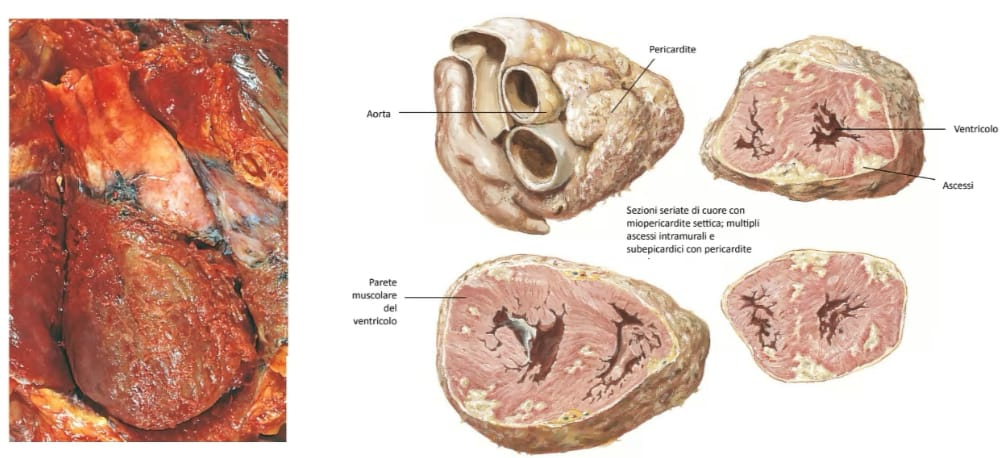 Pericardite
Aorta
Ventricolo
Ascessi
Sezioni seriate di cuore con
miopericardite settica; multipli
ascessi intramurali e
subepicardici con pericardite
Parete
muscolare
del
ventricolo